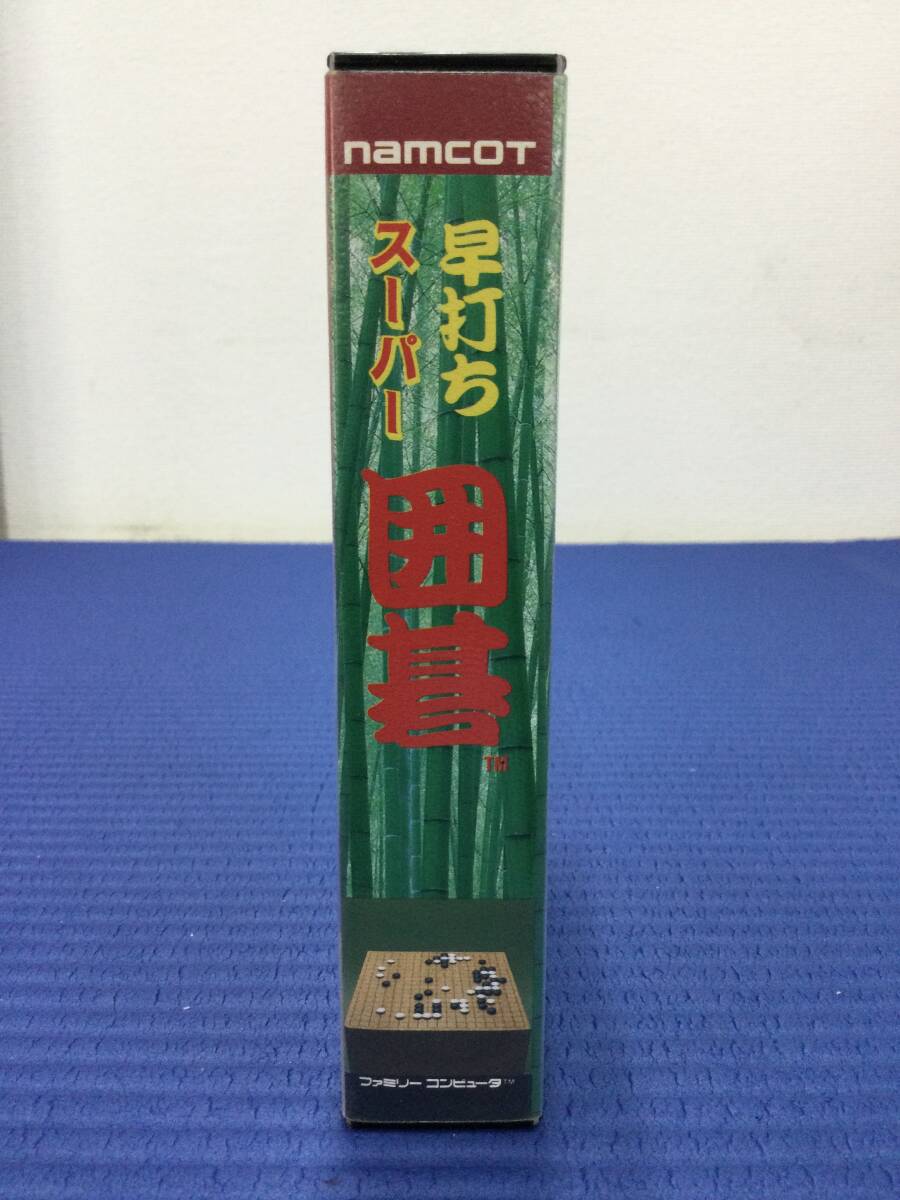 namcoT
早打ち
スーパー
囲碁
TM
ファミリー コンピュータ TM